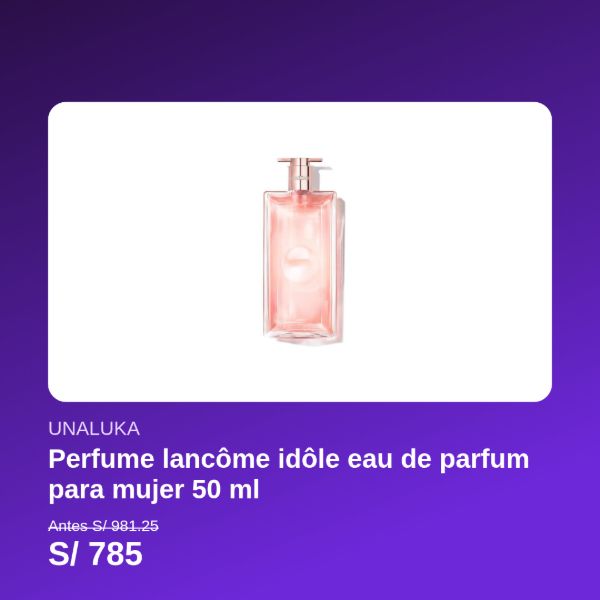 UNALUKA
Perfume lancôme idôle eau de parfum
para mujer 50 ml
Antes S/ 981.25
S/ 785